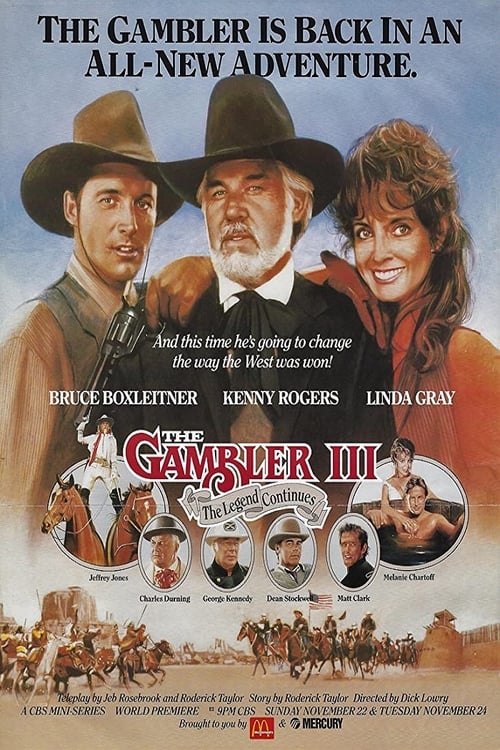 THE GAMBLER IS BACK IN AN
ALL-NEW ADVENTURE.
And this time he's going to change
the way the West was won!
BRUCE BOXLEITNER KENNY ROGERS LINDA GRAY
THE
GAMBLER III
The Legend Continues
Jeffrey Jones
Charles Durning
George Kennedy
Dean Stockwell
Matt Clark
Melanie Chartoff
Teleplay by Jeb Rosebrook and Roderick Taylor Story by Roderick Taylor Directed by Dick Lowry
A CBS MINI-SERIES WORLD PREMIERE 9PM CBS SUNDAY NOVEMBER 22 & TUESDAY NOVEMBER 24
Brought to you by McDonald's & MERCURY